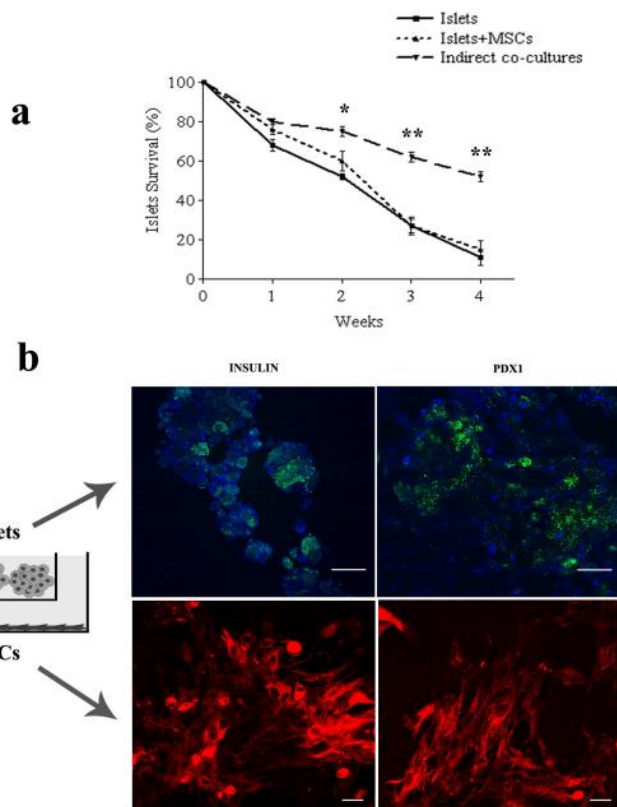 a
Islets
Islets+MSCs
Indirect co-cultures
Islets Survival (%)
100
80
60
40
20
0
*
**
**
0 1 2 3 4
Weeks
b
INSULIN PDX1
ets
Cs